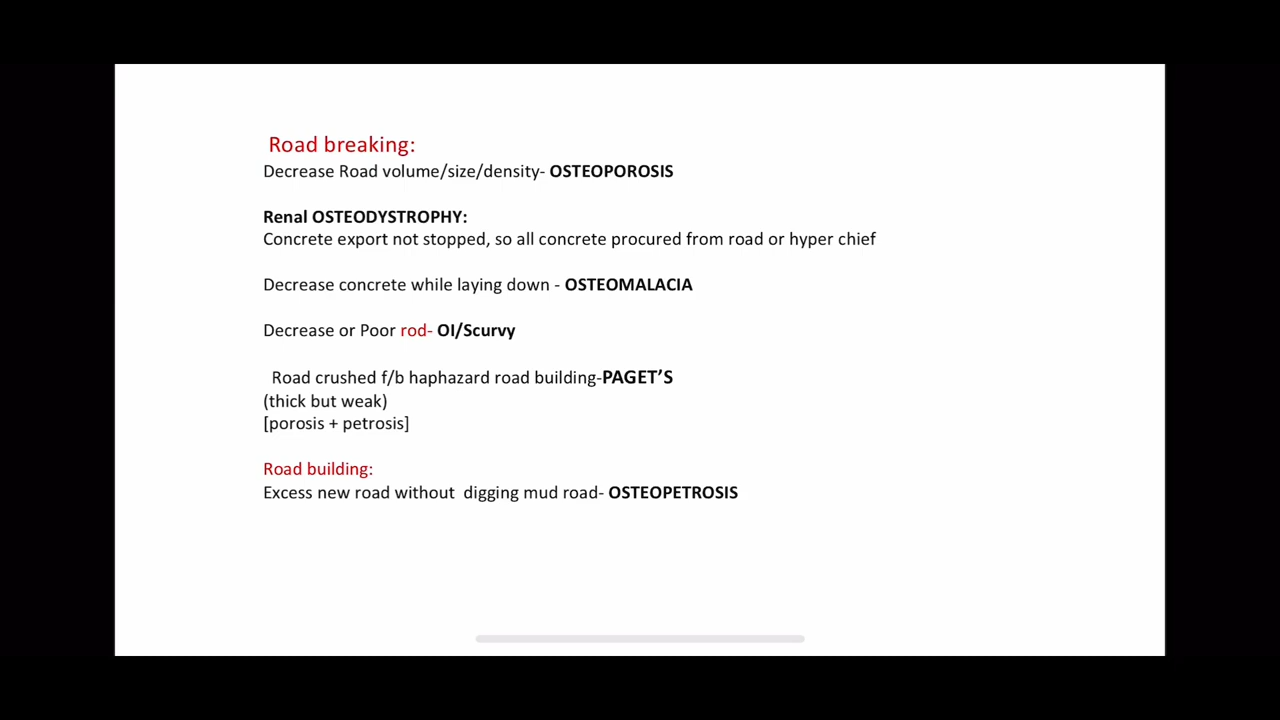 Road breaking:
Decrease Road volume/size/density- OSTEOPOROSIS
Renal OSTEODYSTROPHY:
Concrete export not stopped, so all concrete procured from road or hyper chief
Decrease concrete while laying down - OSTEOMALACIA
Decrease or Poor rod- OI/Scurvy
Road crushed f/b haphazard road building-PAGET’S
(thick but weak)
[porosis + petrosis]
Road building:
Excess new road without  digging mud road- OSTEOPETROSIS